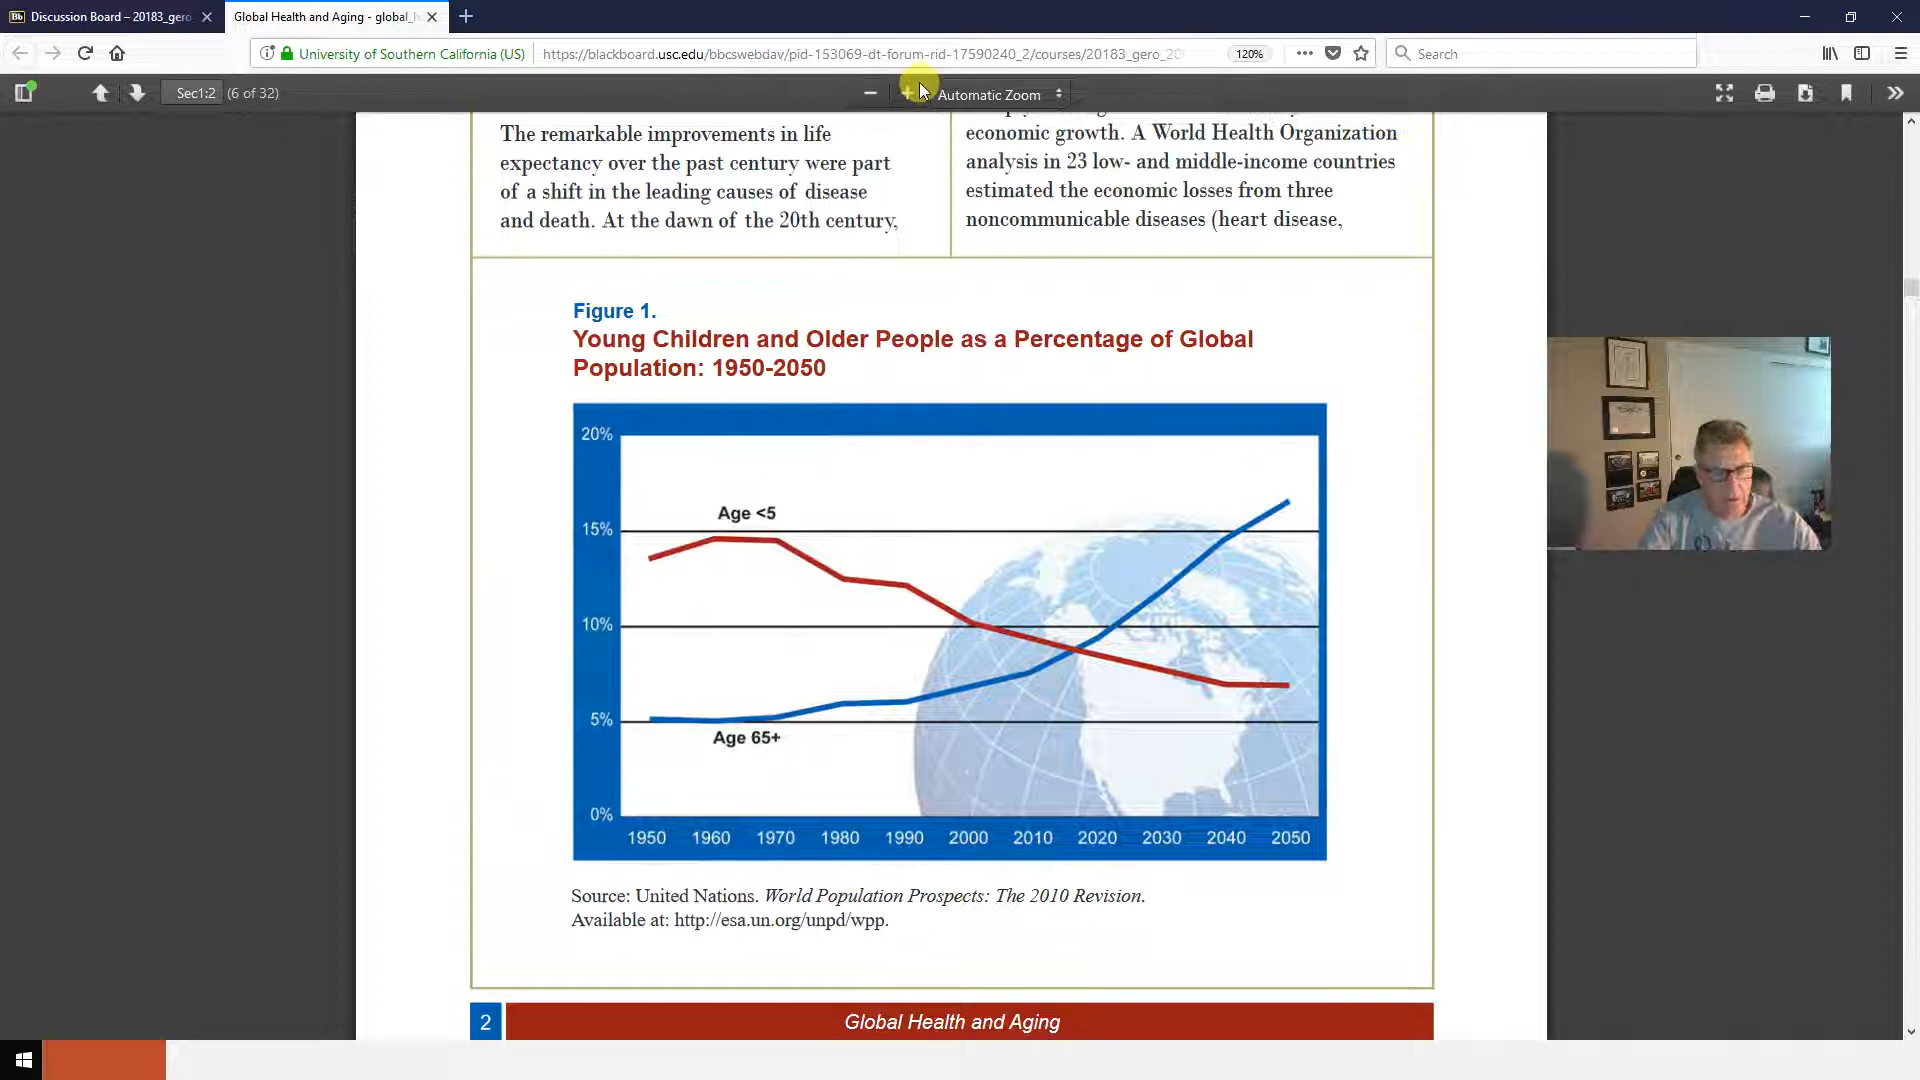 Discussion Board – 20183_gero
Global Health and Aging - global_h
University of Southern California (US)
https://blackboard.usc.edu/bbcswebdav/pid-153069-dt-forum-rid-17590240_2/courses/20183_gero_20
120%
Search
Sec1:2
(6 of 32)
Automatic Zoom
The remarkable improvements in life
expectancy over the past century were part
of a shift in the leading causes of disease
and death. At the dawn of the 20th century,
economic growth. A World Health Organization
analysis in 23 low- and middle-income countries
estimated the economic losses from three
noncommunicable diseases (heart disease,
Figure 1.
Young Children and Older People as a Percentage of Global
Population: 1950-2050
20%
15%
10%
5%
0%
Age <5
Age 65+
1950 1960 1970 1980 1990 2000 2010 2020 2030 2040 2050
Source: United Nations. World Population Prospects: The 2010 Revision.
Available at: http://esa.un.org/unpd/wpp.
2
Global Health and Aging